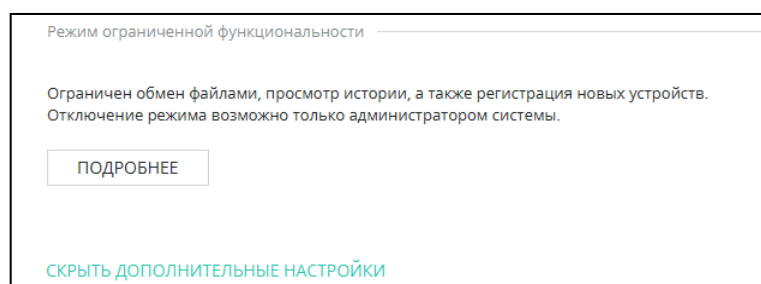 Режим ограниченной функциональности
Ограничен обмен файлами, просмотр истории, а также регистрация новых устройств.
Отключение режима возможно только администратором системы.
ПОДРОБНЕЕ
СКРЫТЬ ДОПОЛНИТЕЛЬНЫЕ НАСТРОЙКИ